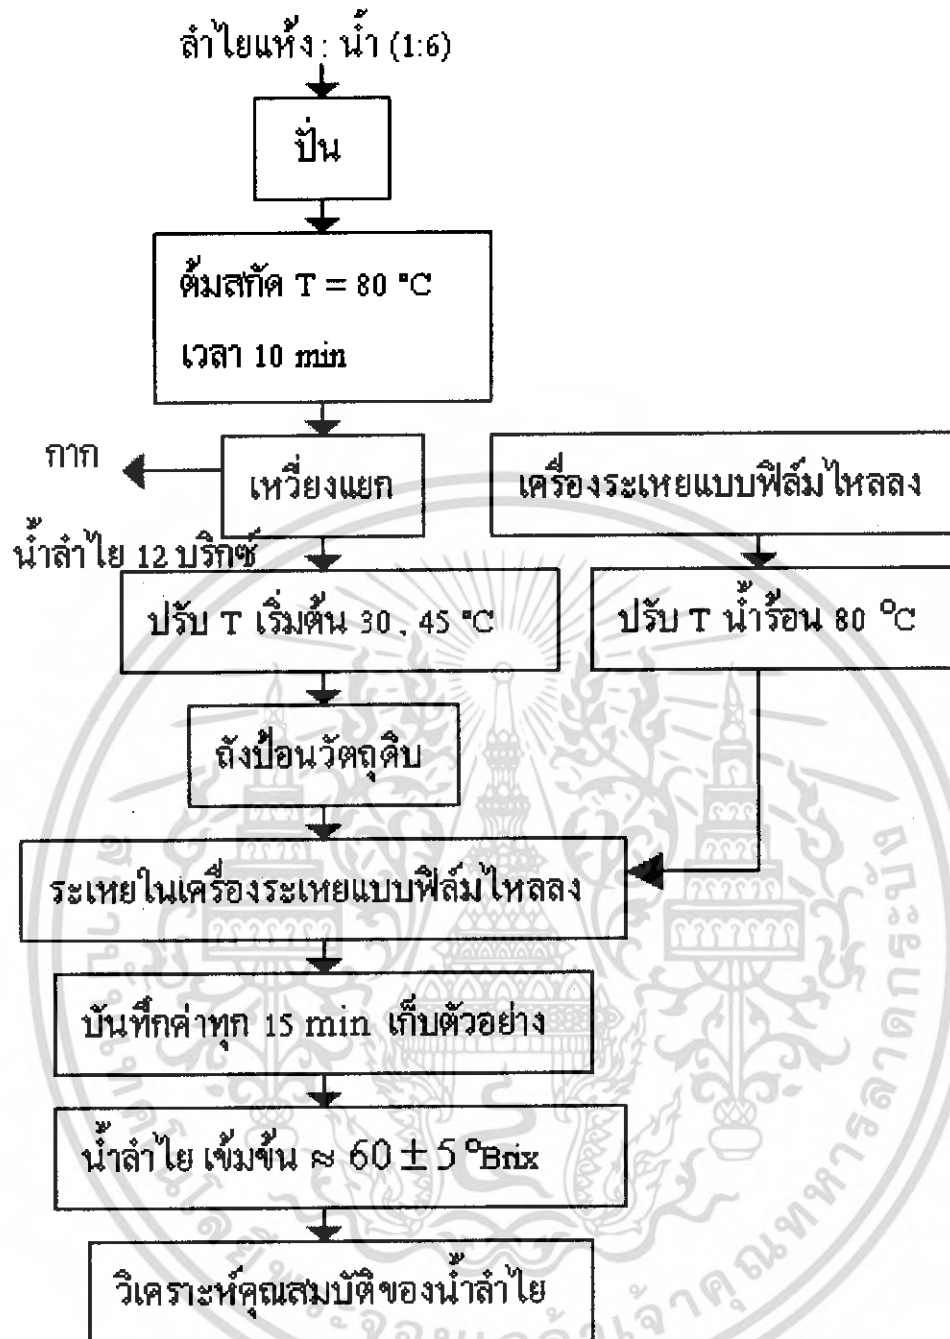 ลำไยแห้ง : น้ำ (1:6)
ปั่น
ต้มสกัด T = 80 °C
เวลา 10 min
กาก
เหวี่ยงแยก
เครื่องระเหยแบบฟิล์มไหลลง
น้ำลำไย 12 บริกซ์
ปรับ T เริ่มต้น 30 , 45 °C
ปรับ T น้ำร้อน 80 °C
ถังป้อนวัตถุดิบ
ระเหยในเครื่องระเหยแบบฟิล์มไหลลง
บันทึกค่าทุก 15 min เก็บตัวอย่าง
น้ำลำไย เข้มข้น ≈ 60 ± 5 °Brix
วิเคราะห์คุณสมบัติของน้ำลำไย